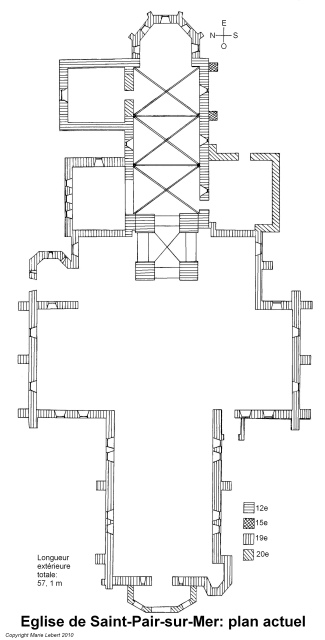 E
N S
O
12e
15e
19e
20e
Longueur
extérieure
totale:
57, 1 m
Eglise de Saint-Pair-sur-Mer: plan actuel
Copyright Marie Lebert 2010